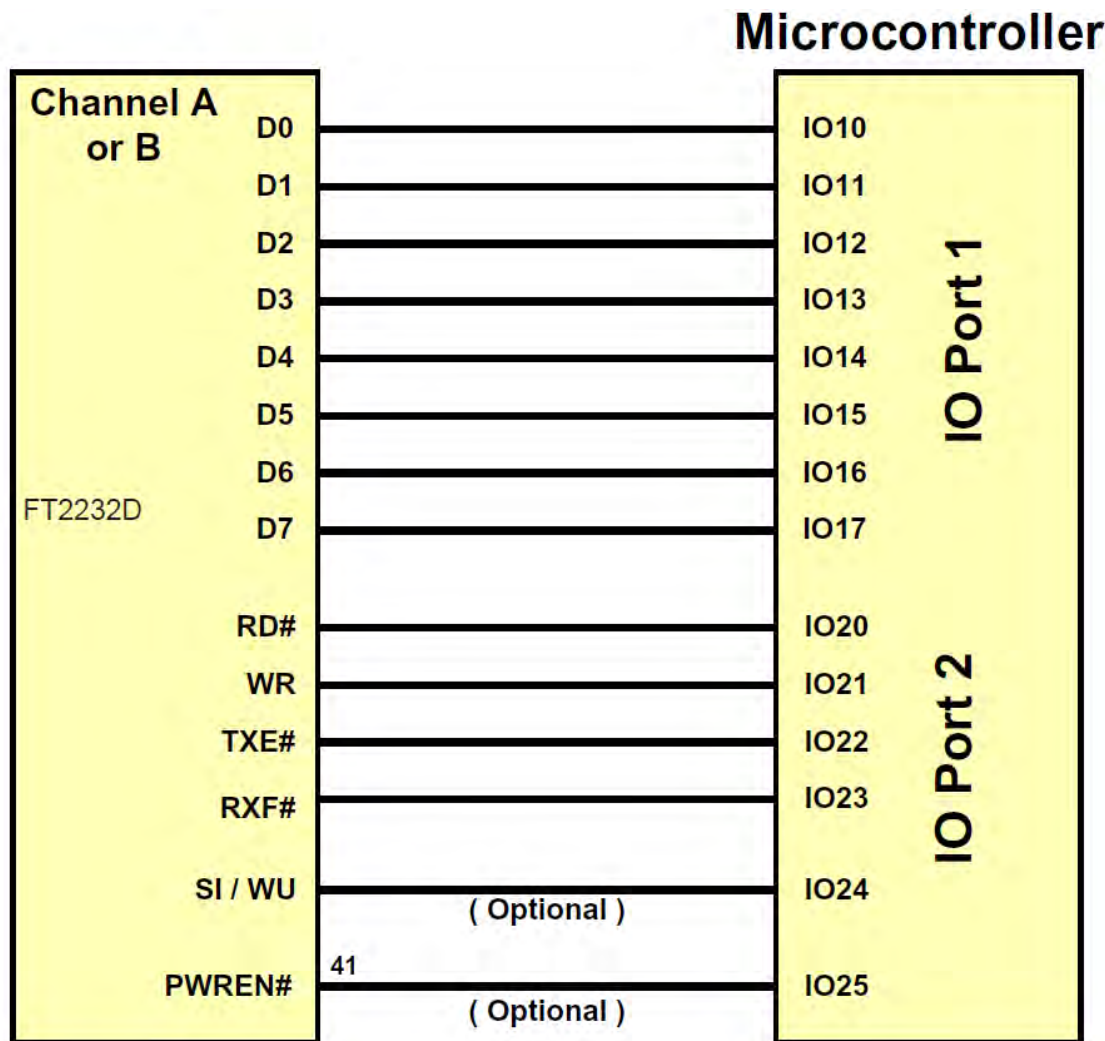 Microcontroller
Channel A
or B
D0
IO10
D1
IO11
D2
IO12
D3
IO13
D4
IO14
D5
IO15
D6
IO16
D7
IO17
IO Port 1
FT2232D
RD#
IO20
WR
IO21
TXE#
IO22
RXF#
IO23
SI / WU
( Optional )
IO24
PWREN#
41
( Optional )
IO25
IO Port 2